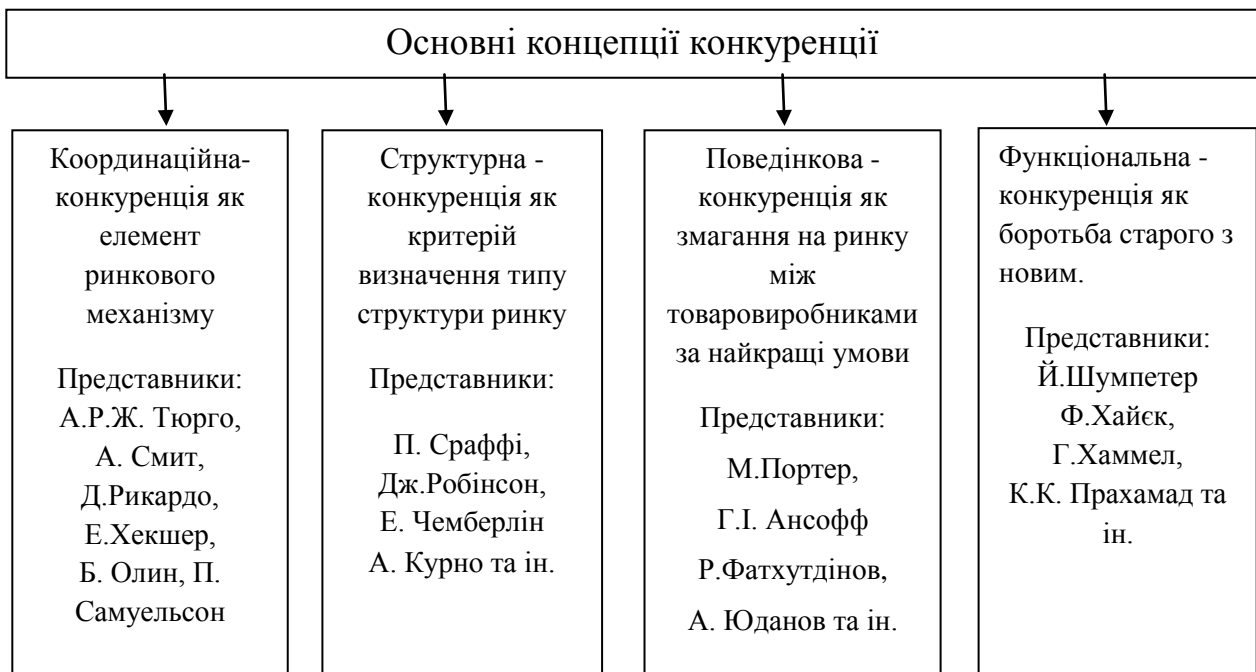 Основні концепції конкуренції
Координаційна-
конкуренція як
елемент
ринкового
механізму
Представники:
А.Р.Ж. Тюрго,
А. Смит,
Д.Рикардо,
Е.Хекшер,
Б. Олин, П.
Самуельсон
Структурна -
конкуренція як
критерій
визначення типу
структури ринку
Представники:
П. Сраффі,
Дж.Робінсон,
Е. Чемберлін
А. Курно та ін.
Поведінкова -
конкуренція як
змагання на ринку
між
товаровиробниками
за найкращі умови
Представники:
М.Портер,
Г.І. Ансофф
Р.Фатхутдінов,
А. Юданов та ін.
Функціональна -
конкуренція як
боротьба старого з
новим.
Представники:
Й.Шумпетер
Ф.Хайєк,
Г.Хаммел,
К.К. Прахамад та
ін.